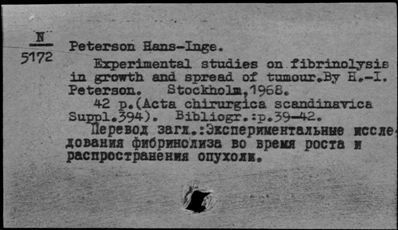 N
5172
Peterson Hans-Inge.
Experimental studies on fibrinolysis
in growth and spread of tumour.By H.-I.
Peterson. Stockholm,1968.
42 p.(Acta chirurgica scandinavica
Suppl.394). Bibliogr.:p.39-42.
Перевод загл.:Экспериментальные иссле-
дования фибринолиза во время роста и
распространения опухоли.